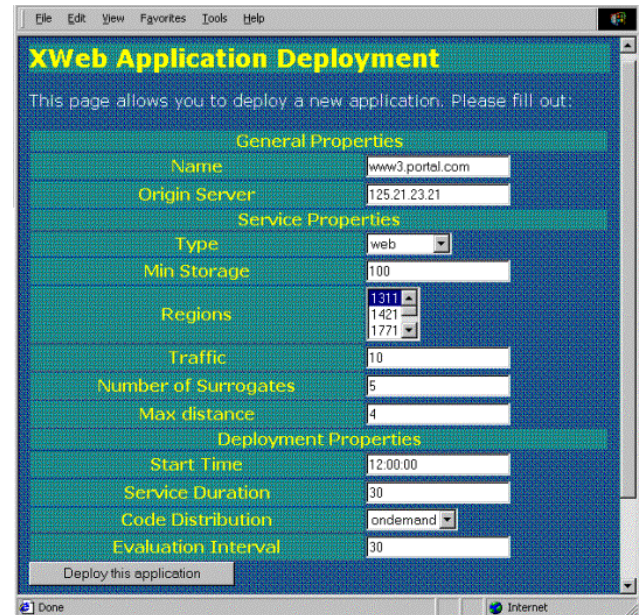 File Edit View Favorites Tools Help
XWeb Application Deployment
This page allows you to deploy a new application. Please fill out:
General Properties
Name www3.portal.com
Origin Server 125.21.23.21
Service Properties
Type web
Min Storage 100
Regions 1311
1421
1771
Traffic 10
Number of Surrogates 5
Max distance 4
Deployment Properties
Start Time 12:00:00
Service Duration 30
Code Distribution ondemand
Evaluation Interval 30
Deploy this application
Done Internet